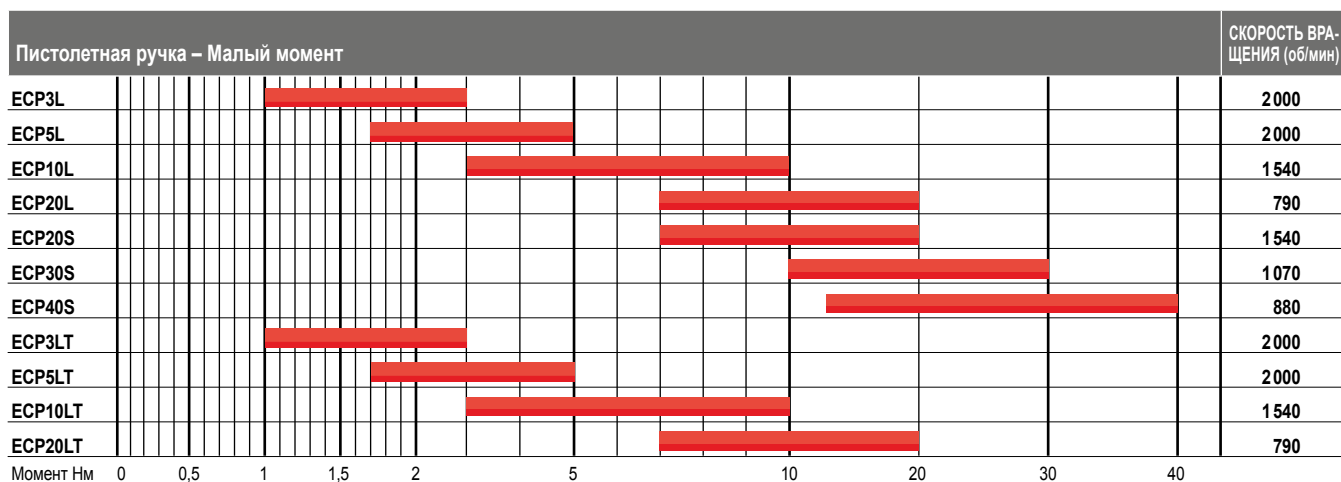 Пистолетная ручка – Малый момент
СКОРОСТЬ ВРА-
ЩЕНИЯ (об/мин)
ECP3L 2000
ECP5L 2000
ECP10L 1540
ECP20L 790
ECP20S 1540
ECP30S 1070
ECP40S 880
ECP3LT 2000
ECP5LT 2000
ECP10LT 1540
ECP20LT 790
Момент Нм 0 0,5 1 1,5 2 5 10 20 30 40